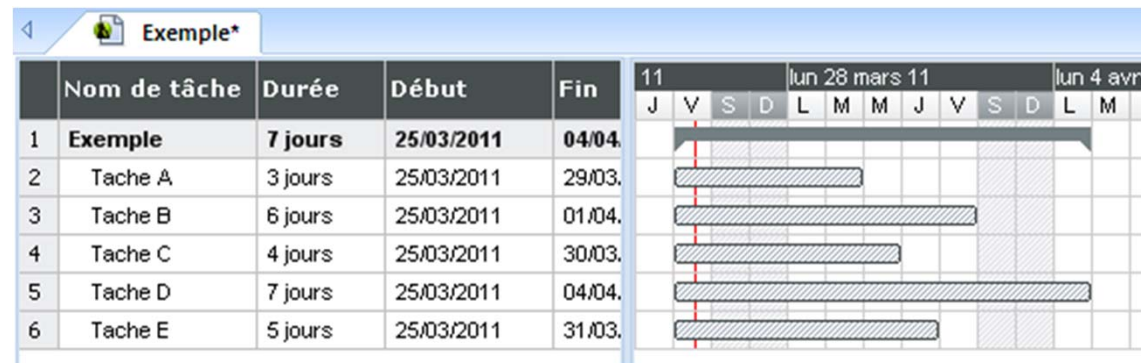 Exemple*
Nom de tâche Durée Début Fin
11 lun 28 mars 11 lun 4 avr
J V S D L M M J V S D L M
1 Exemple 7 jours 25/03/2011 04/04.
2 Tache A 3 jours 25/03/2011 29/03.
3 Tache B 6 jours 25/03/2011 01/04.
4 Tache C 4 jours 25/03/2011 30/03.
5 Tache D 7 jours 25/03/2011 04/04.
6 Tache E 5 jours 25/03/2011 31/03.